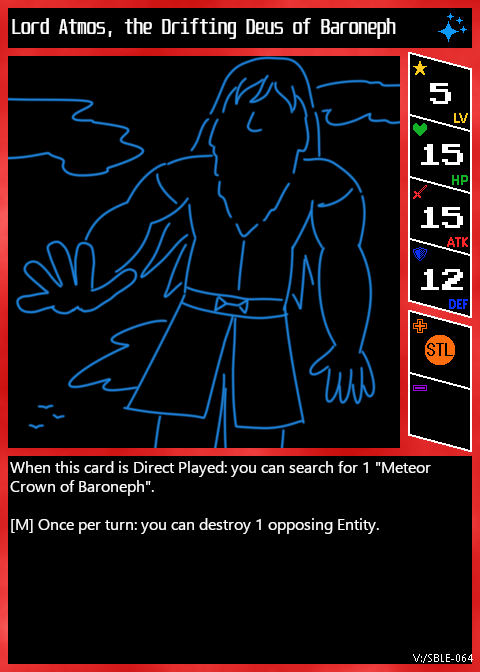 Lord Atmos, the Drifting Deus of Baroneph
5
LV
15
HP
15
ATK
12
DEF
STL
When this card is Direct Played: you can search for 1 "Meteor
Crown of Baroneph".
[M] Once per turn: you can destroy 1 opposing Entity.
V:/SBLE-064